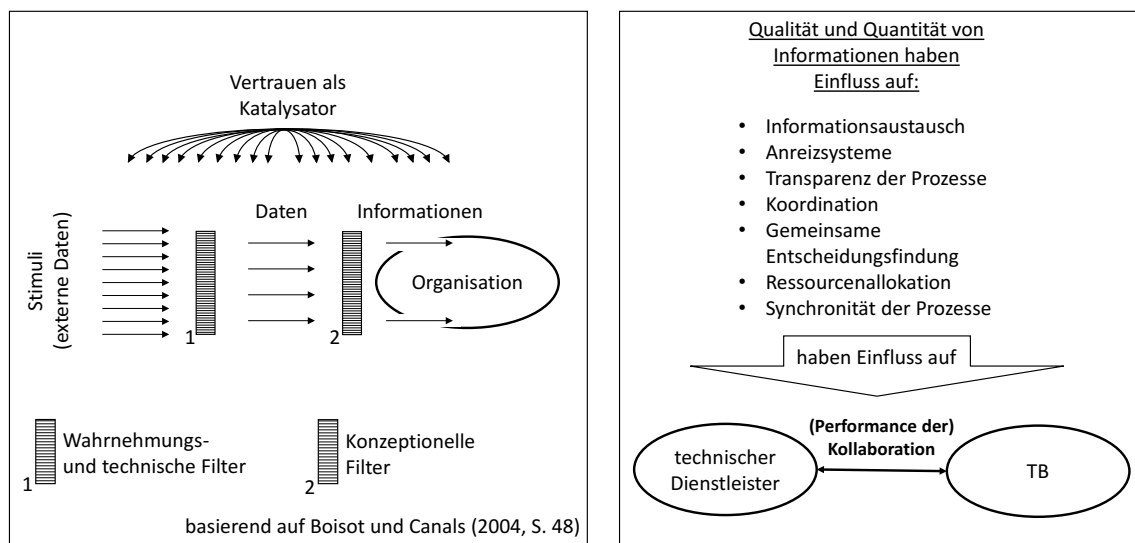 Vertrauen als
Katalysator
Stimuli
(externe Daten)
Daten
Informationen
Organisation
1
2
1
Wahrnehmungs-
und technische Filter
2
Konzeptionelle
Filter
basierend auf Boisot und Canals (2004, S. 48)
Qualität und Quantität von
Informationen haben
Einfluss auf:
• Informationsaustausch
• Anreizsysteme
• Transparenz der Prozesse
• Koordination
• Gemeinsame
Entscheidungsfindung
• Ressourcenallokation
• Synchronität der Prozesse
haben Einfluss auf
(Performance der)
Kollaboration
technischer
Dienstleister
TB